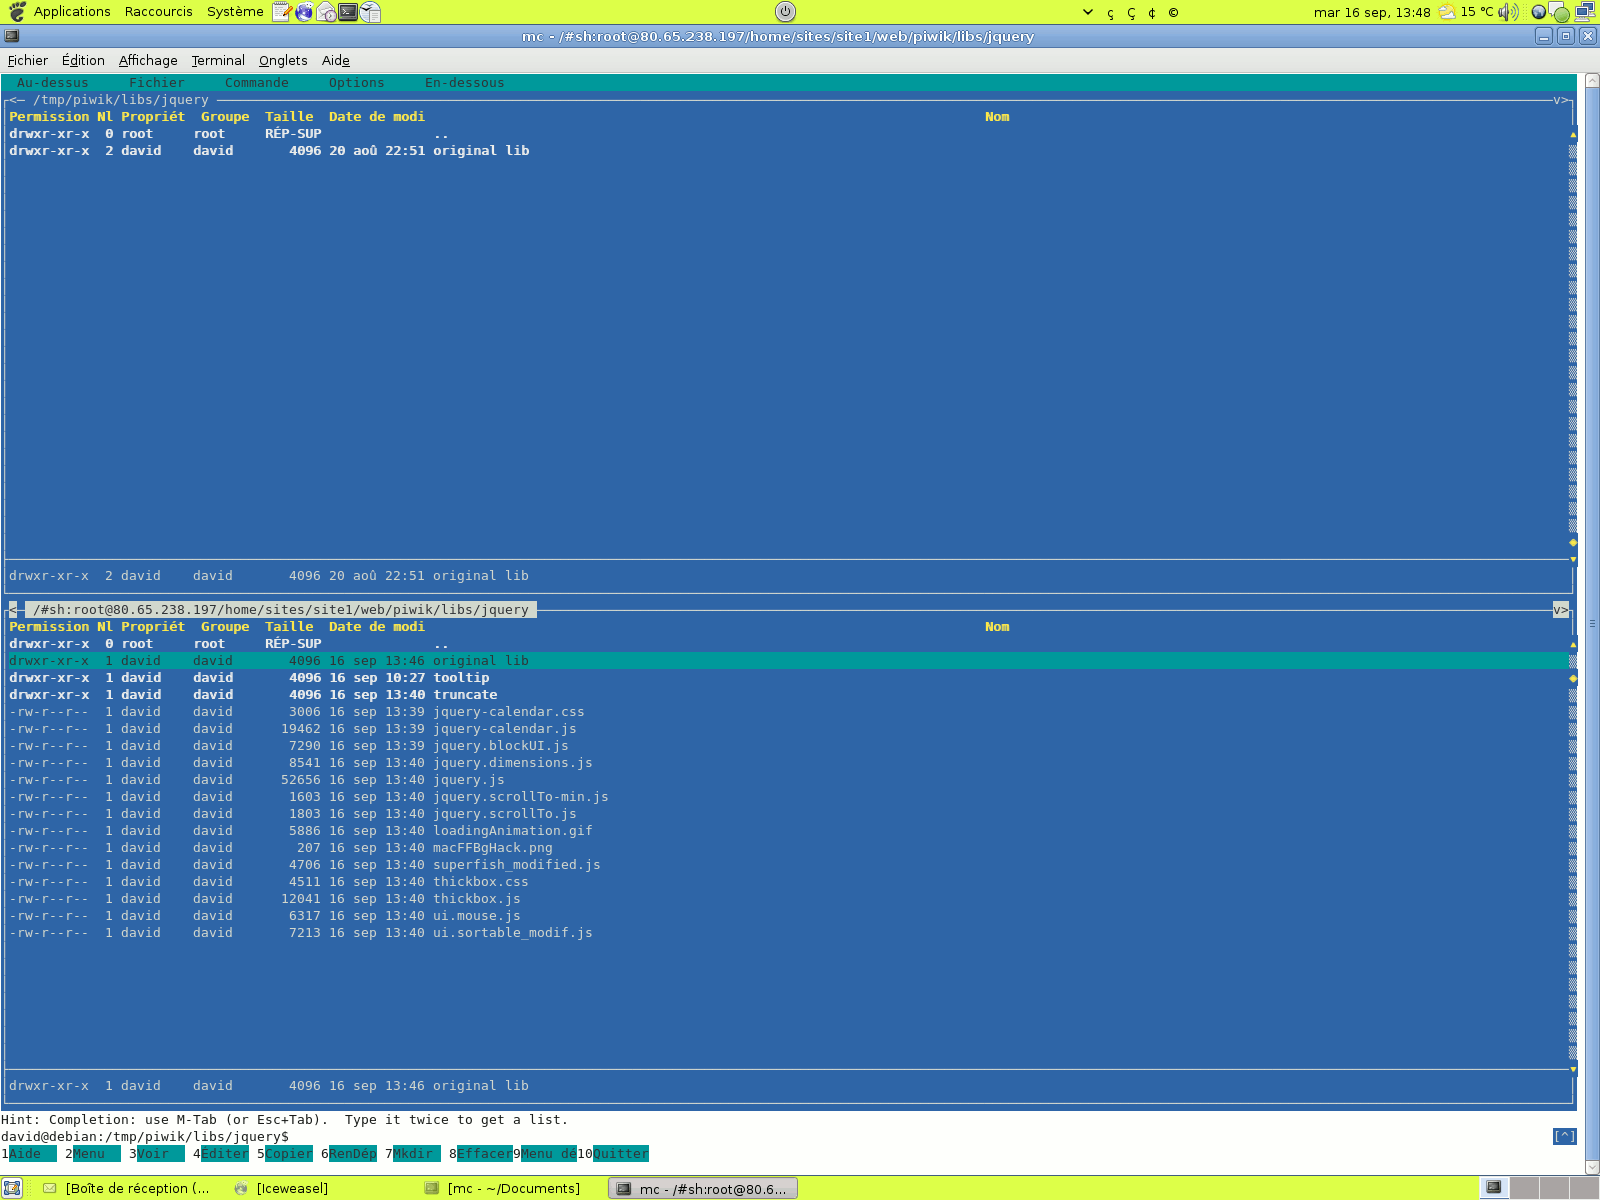 Applications Raccourcis Système ç Ç ¢ © mar 16 sep, 13:48 15 °C
mc - /#sh:root@80.65.238.197/home/sites/site1/web/piwik/libs/jquery
Fichier Édition Affichage Terminal Onglets Aide
Au-dessus Fichier Commande Options En-dessous
<─ /tmp/piwik/libs/jquery v>
Permission Nl Propriét Groupe Taille Date de modi Nom
drwxr-xr-x 0 root root RÉP-SUP ..
drwxr-xr-x 2 david david 4096 20 aoû 22:51 original lib
drwxr-xr-x 2 david david 4096 20 aoû 22:51 original lib
<─ /#sh:root@80.65.238.197/home/sites/site1/web/piwik/libs/jquery v>
Permission Nl Propriét Groupe Taille Date de modi Nom
drwxr-xr-x 0 root root RÉP-SUP ..
drwxr-xr-x 1 david david 4096 16 sep 13:46 original lib
drwxr-xr-x 1 david david 4096 16 sep 10:27 tooltip
drwxr-xr-x 1 david david 4096 16 sep 13:40 truncate
-rw-r--r-- 1 david david 3006 16 sep 13:39 jquery-calendar.css
-rw-r--r-- 1 david david 19462 16 sep 13:39 jquery-calendar.js
-rw-r--r-- 1 david david 7290 16 sep 13:39 jquery.blockUI.js
-rw-r--r-- 1 david david 8541 16 sep 13:40 jquery.dimensions.js
-rw-r--r-- 1 david david 52656 16 sep 13:40 jquery.js
-rw-r--r-- 1 david david 1603 16 sep 13:40 jquery.scrollTo-min.js
-rw-r--r-- 1 david david 1803 16 sep 13:40 jquery.scrollTo.js
-rw-r--r-- 1 david david 5886 16 sep 13:40 loadingAnimation.gif
-rw-r--r-- 1 david david 207 16 sep 13:40 macFFBgHack.png
-rw-r--r-- 1 david david 4706 16 sep 13:40 superfish_modified.js
-rw-r--r-- 1 david david 4511 16 sep 13:40 thickbox.css
-rw-r--r-- 1 david david 12041 16 sep 13:40 thickbox.js
-rw-r--r-- 1 david david 6317 16 sep 13:40 ui.mouse.js
-rw-r--r-- 1 david david 7213 16 sep 13:40 ui.sortable_modif.js
drwxr-xr-x 1 david david 4096 16 sep 13:46 original lib
Hint: Completion: use M-Tab (or Esc+Tab).  Type it twice to get a list.
david@debian:/tmp/piwik/libs/jquery$ [^]
1Aide 2Menu 3Voir 4Editer 5Copier 6RenDép 7Mkdir 8Effacer9Menu dé10Quitter
[Boîte de réception (... [Iceweasel] [mc - ~/Documents] mc - /#sh:root@80.6...